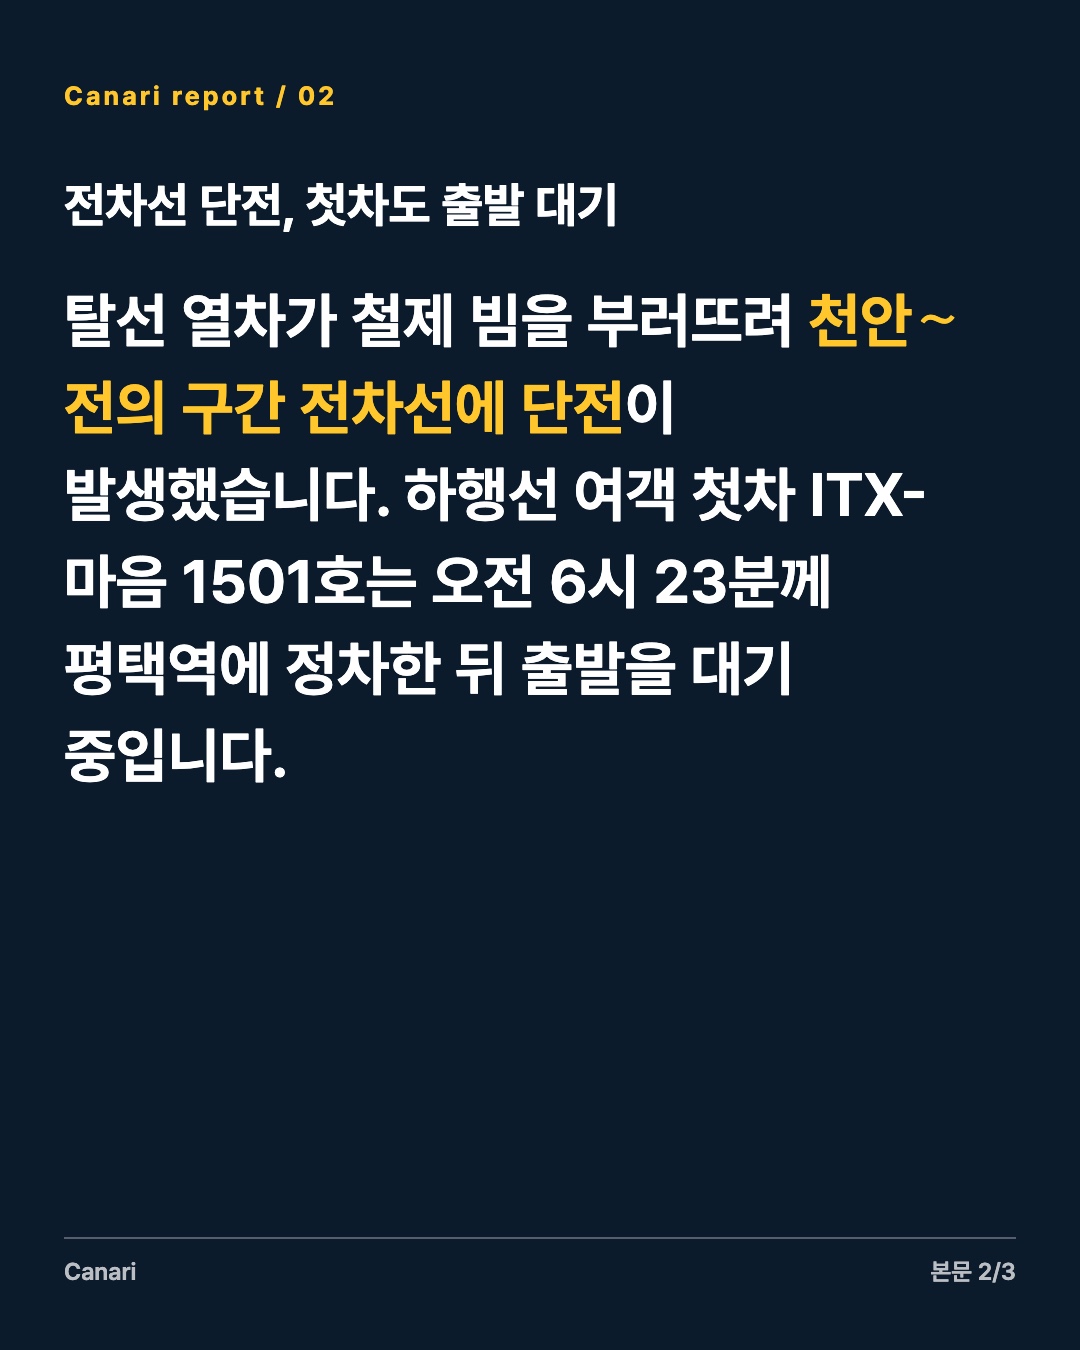 Canari report / 02
전차선 단전, 첫차도 출발 대기
탈선 열차가 철제 빔을 부러뜨려 천안~
전의 구간 전차선에 단전이
발생했습니다. 하행선 여객 첫차 ITX-
마음 1501호는 오전 6시 23분께
평택역에 정차한 뒤 출발을 대기
중입니다.
Canari
본문 2/3